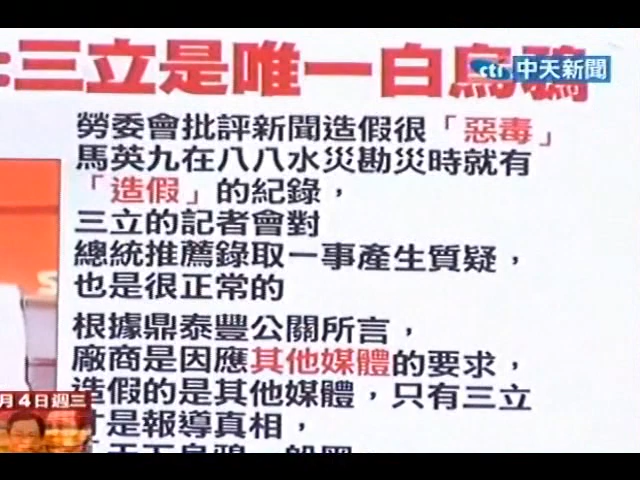 :三立是唯一白烏鴉
ctn 中天新聞
勞委會批評新聞造假很「惡毒」
馬英九在八八水災勘災時就有
「造假」的紀錄，
三立的記者會對
總統推薦錄取一事產生質疑，
也是很正常的
根據鼎泰豐公關所言，
廠商是因應其他媒體的要求，
造假的是其他媒體，只有三立
才是報導真相，
月4日週三